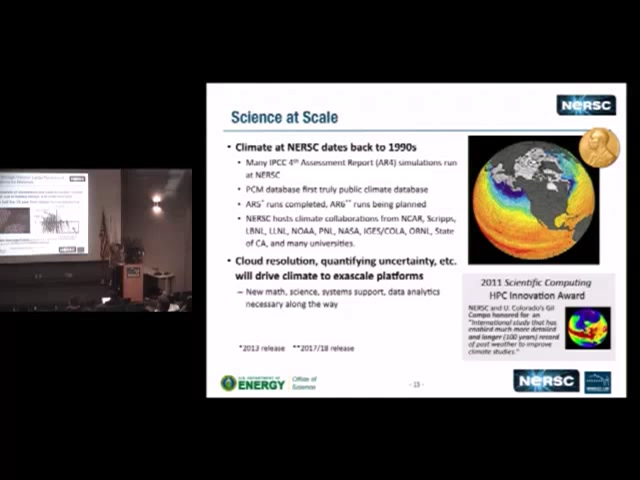 NERSC
Science at Scale
• Climate at NERSC dates back to 1990s
• Many IPCC 4th Assessment Report (AR4) simulations run
at NERSC
• PCM database first truly public climate database
• AR5* runs completed, AR6** runs being planned
• NERSC hosts climate collaborations from NCAR, Scripps,
LBNL, LLNL, NOAA, PNL, NASA, IGES/COLA, ORNL, State
of CA, and many universities.
• Cloud resolution, quantifying uncertainty, etc.
will drive climate to exascale platforms
– New math, science, systems support, data analytics
necessary along the way
2011 Scientific Computing
HPC Innovation Award
NERSC and U. Colorado's Gil
Compo honored for an
"International study that has
enabled much more detailed
and longer (100 years) record
of past weather to improve
climate studies."
*2013 release **2017/18 release
U.S. DEPARTMENT OF
ENERGY
Office of
Science
- 15 -
NERSC